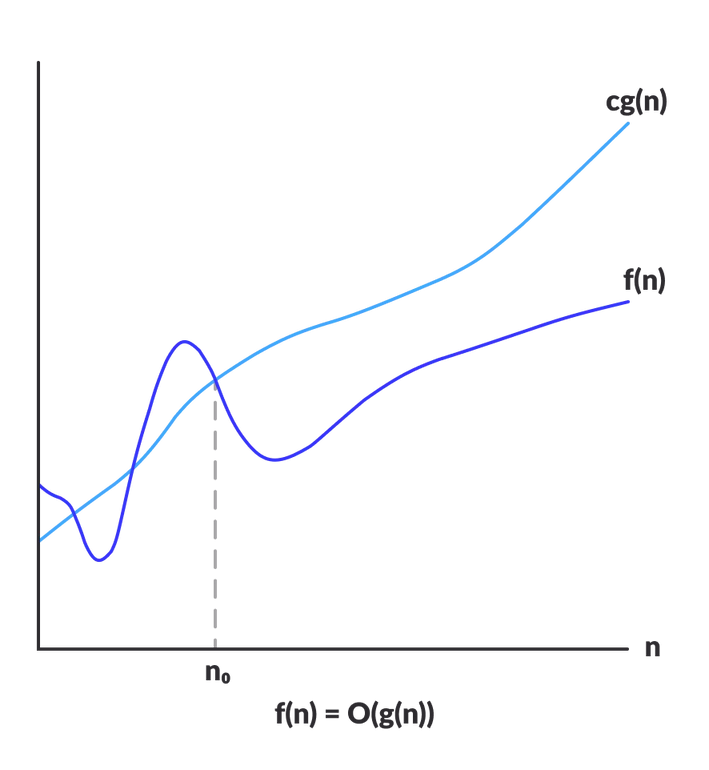 cg(n)
f(n)
n
n₀
f(n) = O(g(n))